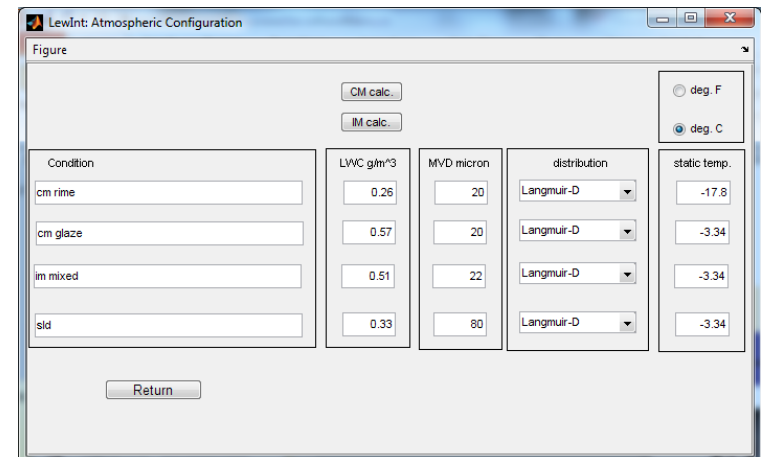 LewInt: Atmospheric Configuration
Figure
CM calc.
IM calc.
deg. F
deg. C
Condition LWC g/m^3 MVD micron distribution static temp.
cm rime 0.26 20 Langmuir-D -17.8
cm glaze 0.57 20 Langmuir-D -3.34
im mixed 0.51 22 Langmuir-D -3.34
sld 0.33 80 Langmuir-D -3.34
Return